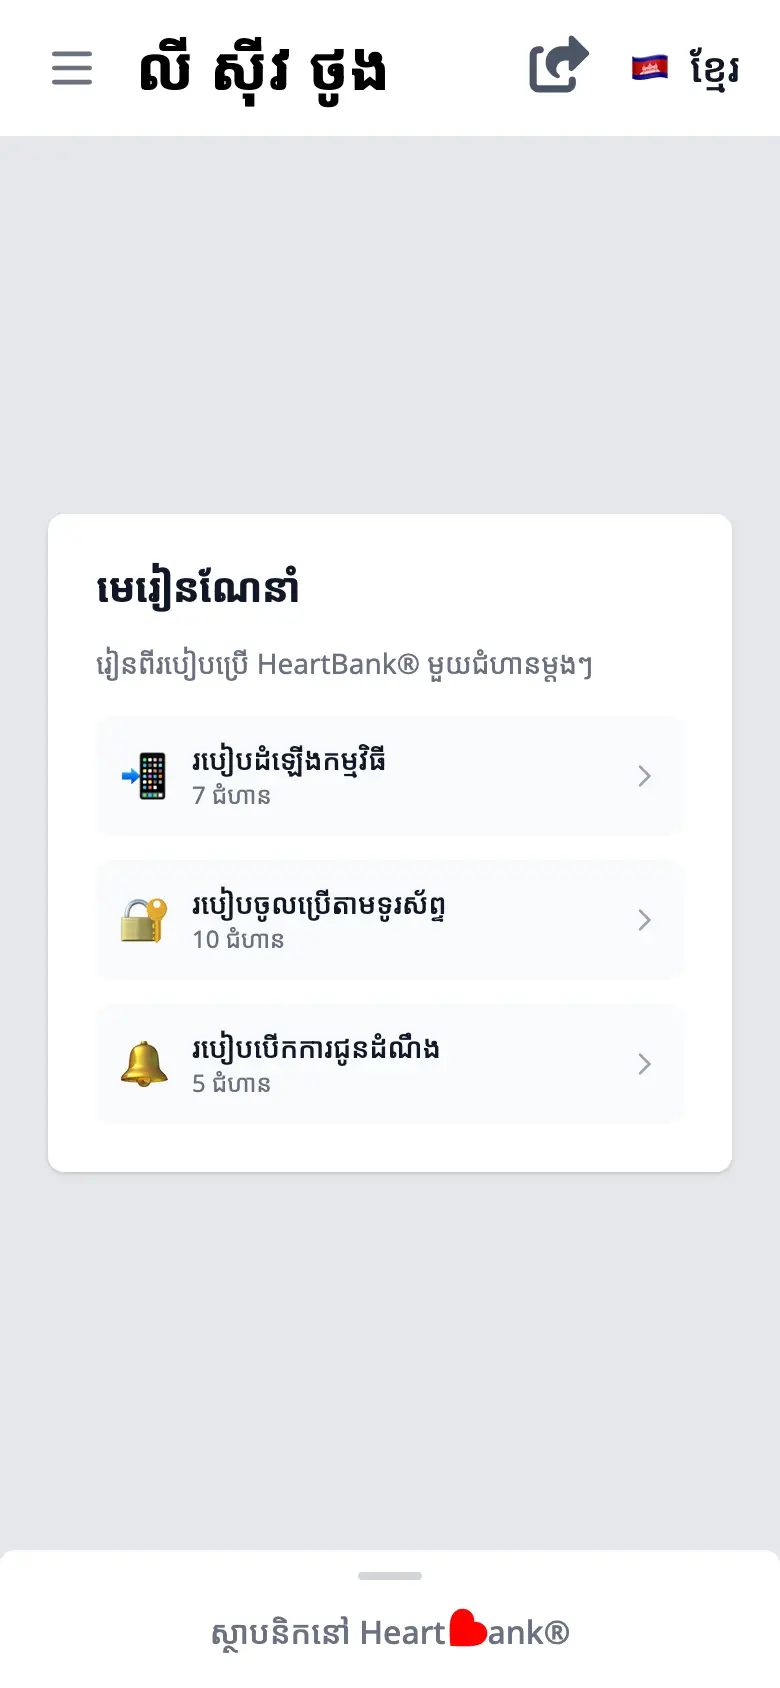 លី ស៊ីវ ថូង
ខ្មែរ
មេរៀនណែនាំ
រៀនពីរបៀបប្រើ HeartBank® មួយជំហានម្តងៗ
របៀបដំឡើងកម្មវិធី
7 ជំហាន
របៀបចូលប្រើតាមទូរស័ព្ទ
10 ជំហាន
របៀបបើកការជូនដំណឹង
5 ជំហាន
ស្ថាបនិកនៅ Heart ank®